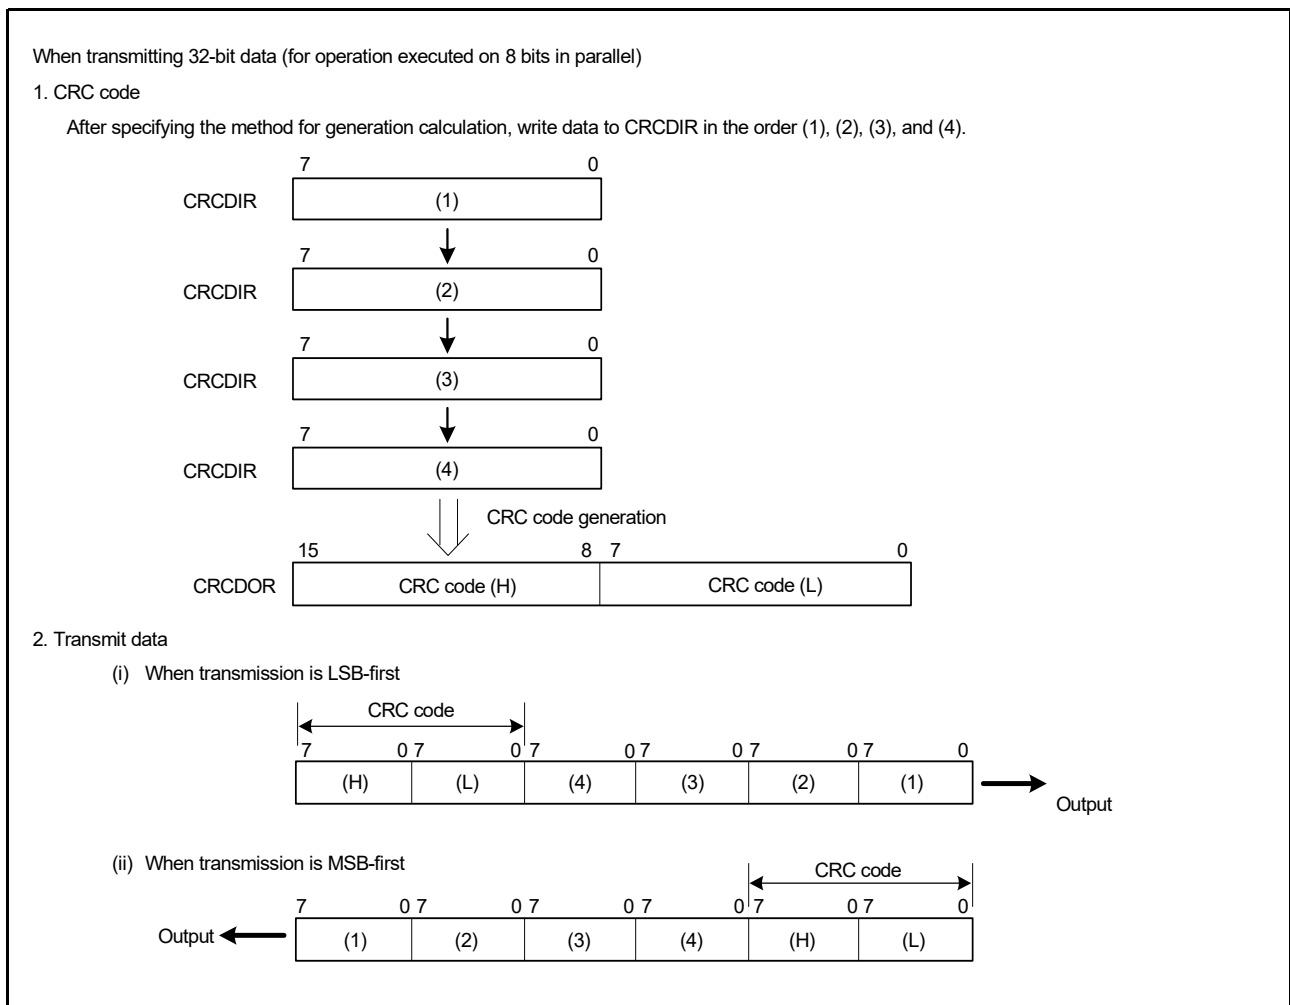 When transmitting 32-bit data (for operation executed on 8 bits in parallel)
1. CRC code
After specifying the method for generation calculation, write data to CRCDIR in the order (1), (2), (3), and (4).
7 0
CRCDIR (1)
7 0
CRCDIR (2)
7 0
CRCDIR (3)
7 0
CRCDIR (4)
CRC code generation
15 8 7 0
CRCDOR CRC code (H) CRC code (L)
2. Transmit data
(i) When transmission is LSB-first
CRC code
7 0 7 0 7 0 7 0 7 0 7 0
(H) (L) (4) (3) (2) (1)
Output
(ii) When transmission is MSB-first
CRC code
7 0 7 0 7 0 7 0 7 0 7 0
Output (1) (2) (3) (4) (H) (L)